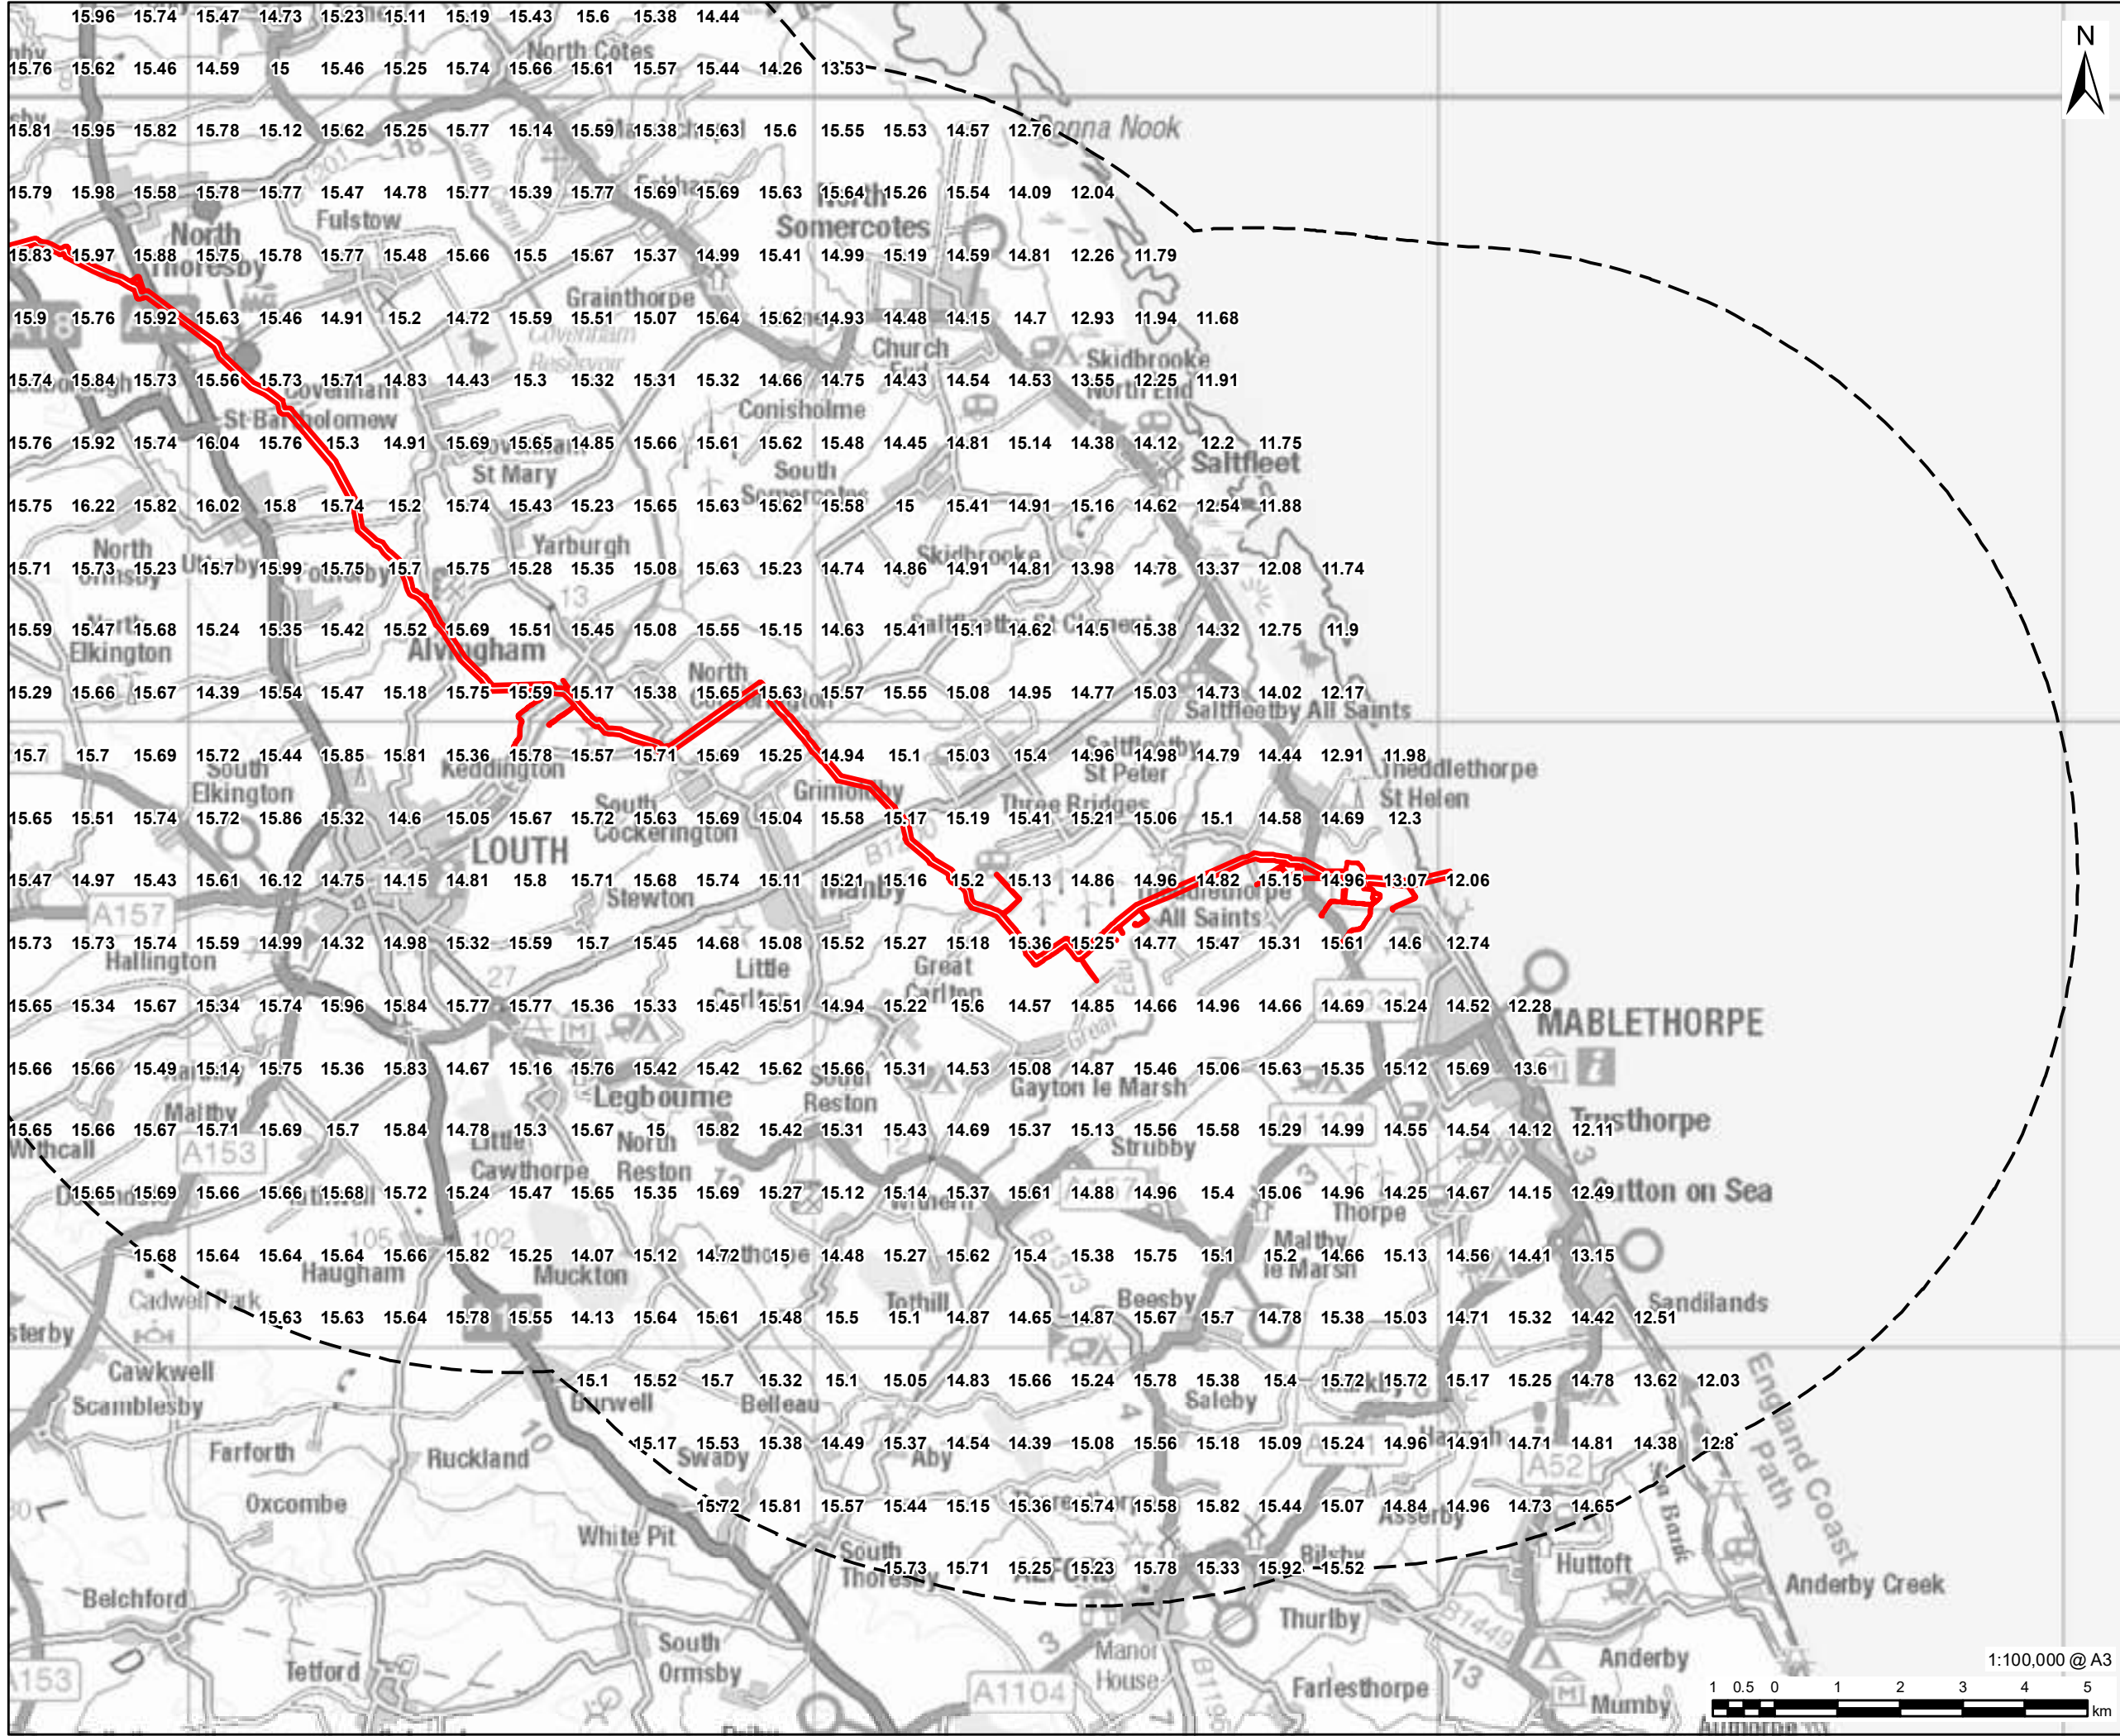 15.96 15.74 15.47 14.73 15.23 15.11 15.19 15.43 15.6 15.38 14.44
North Cotes
15.76 15.62 15.46 14.59 15 15.46 15.25 15.74 15.66 15.61 15.57 15.44 14.26 13.53
N
15.81 15.95 15.82 15.78 15.12 15.62 15.25 15.77 15.14 15.59 15.38 15.63 15.6 15.55 15.53 14.57 12.76
Donna Nook
18
15.79 15.98 15.58 15.78 15.77 15.47 14.78 15.77 15.39 15.77 15.69 15.69 15.63 15.64 15.26 15.54 14.09 12.04
North
Somercotes
Fulstow
North
Thoresby
15.83 15.97 15.88 15.75 15.78 15.77 15.48 15.66 15.5 15.67 15.37 14.99 15.41 14.99 15.19 14.59 14.81 12.26 11.79
Grainthorpe
15.9 15.76 15.92 15.63 15.46 14.91 15.2 14.72 15.59 15.51 15.07 15.64 15.62 14.93 14.48 14.15 14.7 12.93 11.94 11.68
Covenham
Reservoir
Church
End
Skidbrooke
North End
15.74 15.84 15.73 15.56 15.73 15.71 14.83 14.43 15.3 15.32 15.31 15.32 14.66 14.75 14.43 14.54 14.53 13.55 12.25 11.91
Covenham
St Bartholomew
Conisholme
15.76 15.92 15.74 16.04 15.76 15.3 14.91 15.69 15.65 14.85 15.66 15.61 15.62 15.48 14.45 14.81 15.14 14.38 14.12 12.2 11.75
Covenham
St Mary
South
Somercotes
Saltfleet
15.75 16.22 15.82 16.02 15.8 15.74 15.2 15.74 15.43 15.23 15.65 15.63 15.62 15.58 15 15.41 14.91 15.16 14.62 12.54 11.88
North
Ormsby
Utterby
Fotherby
Yarburgh
Skidbrooke
15.71 15.73 15.23 15.7 15.99 15.75 15.7 15.75 15.28 15.35 15.08 15.63 15.23 14.74 14.86 14.91 14.81 13.98 14.78 13.37 12.08 11.74
13
15.59 15.47 15.68 15.24 15.35 15.42 15.52 15.69 15.51 15.45 15.08 15.55 15.15 14.63 15.41 15.1 14.62 14.5 15.38 14.32 12.75 11.9
North
Elkington
Alvingham
Saltfleetby St Clement
North
Cockerington
15.29 15.66 15.67 14.39 15.54 15.47 15.18 15.75 15.59 15.17 15.38 15.65 15.63 15.57 15.55 15.08 14.95 14.77 15.03 14.73 14.02 12.17
Saltfleetby All Saints
15.7 15.7 15.69 15.72 15.44 15.85 15.81 15.36 15.78 15.57 15.71 15.69 15.25 14.94 15.1 15.03 15.4 14.96 14.98 14.79 14.44 12.91 11.98
South
Elkington
Keddington
Grimoldby
Saltfleetby
St Peter
Theddlethorpe
St Helen
South
Cockerington
Three Bridges
15.65 15.51 15.74 15.72 15.86 15.32 14.6 15.05 15.67 15.72 15.63 15.69 15.04 15.58 15.17 15.19 15.41 15.21 15.06 15.1 14.58 14.69 12.3
LOUTH
15.47 14.97 15.43 15.61 16.12 14.75 14.15 14.81 15.8 15.71 15.68 15.74 15.11 15.21 15.16 15.2 15.13 14.86 14.96 14.82 15.15 14.96 13.07 12.06
A157
Stewton
Manby
Theddlethorpe
All Saints
15.73 15.73 15.74 15.59 14.99 14.32 14.98 15.32 15.59 15.7 15.45 14.68 15.08 15.52 15.27 15.18 15.36 15.25 14.77 15.47 15.31 15.61 14.6 12.74
Hallington
27
Little
Carlton
Great
Carlton
Great
Eau
15.65 15.34 15.67 15.34 15.74 15.96 15.84 15.77 15.77 15.36 15.33 15.45 15.51 14.94 15.22 15.6 14.57 14.85 14.66 14.96 14.66 14.69 15.24 14.52 12.28
A1031
MABLETHORPE
15.66 15.66 15.49 15.14 15.75 15.36 15.83 14.67 15.16 15.76 15.42 15.42 15.62 15.66 15.31 14.53 15.08 14.87 15.46 15.06 15.63 15.35 15.12 15.69 13.6
Legbourne
South
Reston
Gayton le Marsh
Maltby
A1104
Trusthorpe
15.65 15.66 15.67 15.71 15.69 15.7 15.84 14.78 15.3 15.67 15 15.82 15.42 15.31 15.43 14.69 15.37 15.13 15.56 15.58 15.29 14.99 14.55 14.54 14.12 12.11
Withcall
A153
Little
Cawthorpe
North
Reston
12
Strubby
3
3
A157
Sutton on Sea
15.65 15.69 15.66 15.66 15.68 15.72 15.24 15.47 15.65 15.35 15.69 15.27 15.12 15.14 15.37 15.61 14.88 14.96 15.4 15.06 14.96 14.25 14.67 14.15 12.49
Withern
Thorpe
105 102
15.68 15.64 15.64 15.64 15.66 15.82 15.25 14.07 15.12 14.72 15 14.48 15.27 15.62 15.4 15.38 15.75 15.1 15.2 14.66 15.13 14.56 14.41 13.15
Haugham
Muckton
B1373
Maltby
le Marsh
Cadwell Park
Tothill
Beesby
Sandilands
15.63 15.63 15.64 15.78 15.55 14.13 15.64 15.61 15.48 15.5 15.1 14.87 14.65 14.87 15.67 15.7 14.78 15.38 15.03 14.71 15.32 14.42 12.51
Cawkwell
Scamblesby
15.1 15.52 15.7 15.32 15.1 15.05 14.83 15.66 15.24 15.78 15.38 15.4 15.72 15.72 15.17 15.25 14.78 13.62 12.03
Burwell
Belleau
Saleby
4
England Coast
Path
10
15.17 15.53 15.38 14.49 15.37 14.54 14.39 15.08 15.56 15.18 15.09 15.24 14.96 14.91 14.71 14.81 14.38 12.8
Farforth
Ruckland
Swaby
Aby
A52
Oxcombe
15.72 15.81 15.57 15.44 15.15 15.36 15.74 15.58 15.82 15.44 15.07 14.84 14.96 14.73 14.65
White Pit
Asserby
South
Thoresby
ALFORD
Bilsby
Huttoft
15.73 15.71 15.25 15.23 15.78 15.33 15.92 15.52
Anderby Creek
Belchford
Thurlby
B1449
South
Ormsby
3
Manor
House
Anderby
1:100,000 @ A3
Tetford
A153
A1104
B1196
Farlesthorpe
13
Mumby
1 0.5 0 1 2 3 4 5
km